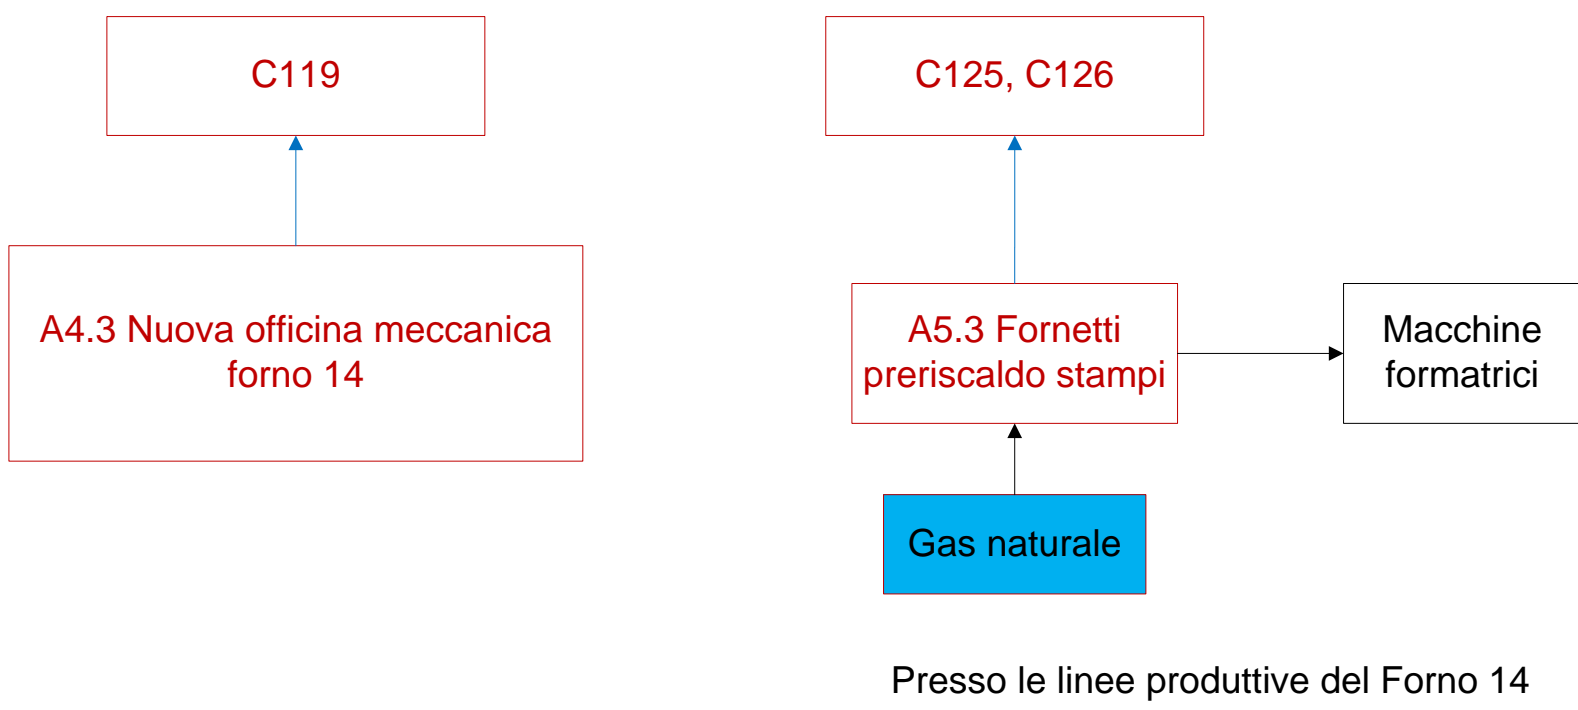 C119
C125, C126
A4.3 Nuova officina meccanica
forno 14
A5.3 Fornetti
preriscaldo stampi
Macchine
formatrici
Gas naturale
Presso le linee produttive del Forno 14